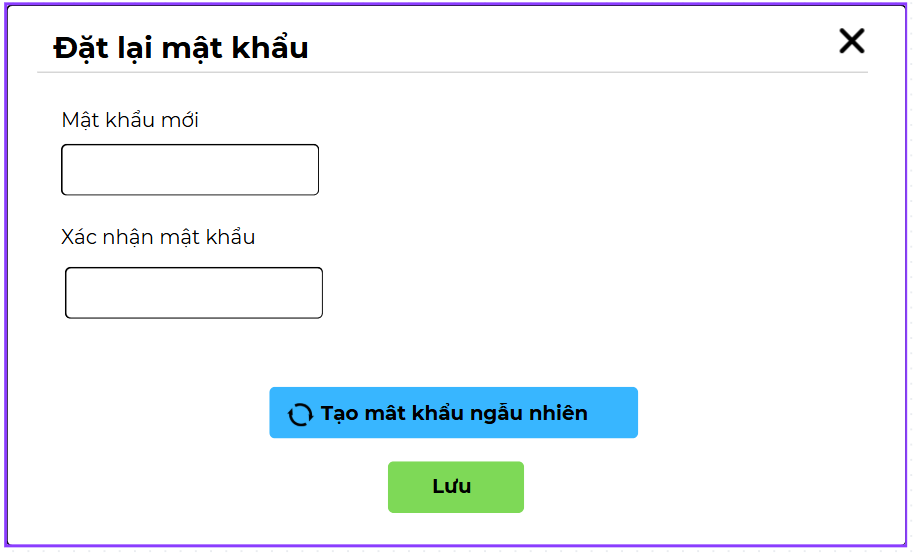 Đặt lại mật khẩu
Mật khẩu mới
Xác nhận mật khẩu
Tạo mât khẩu ngẫu nhiên
Lưu